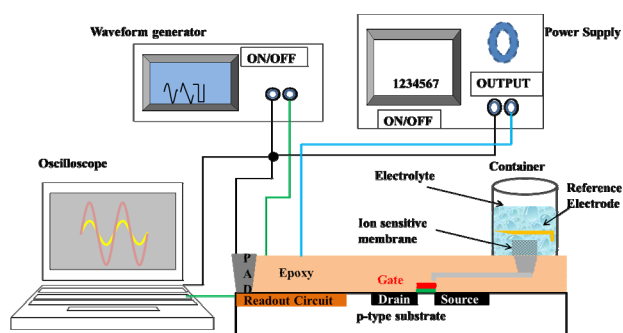 Waveform generator
ON/OFF
Power Supply
1234567
OUTPUT
ON/OFF
Oscilloscope
Container
Electrolyte
Reference
Electrode
Ion sensitive
membrane
P
A
D
Epoxy
Gate
Readout Circuit
Drain
Source
p-type substrate